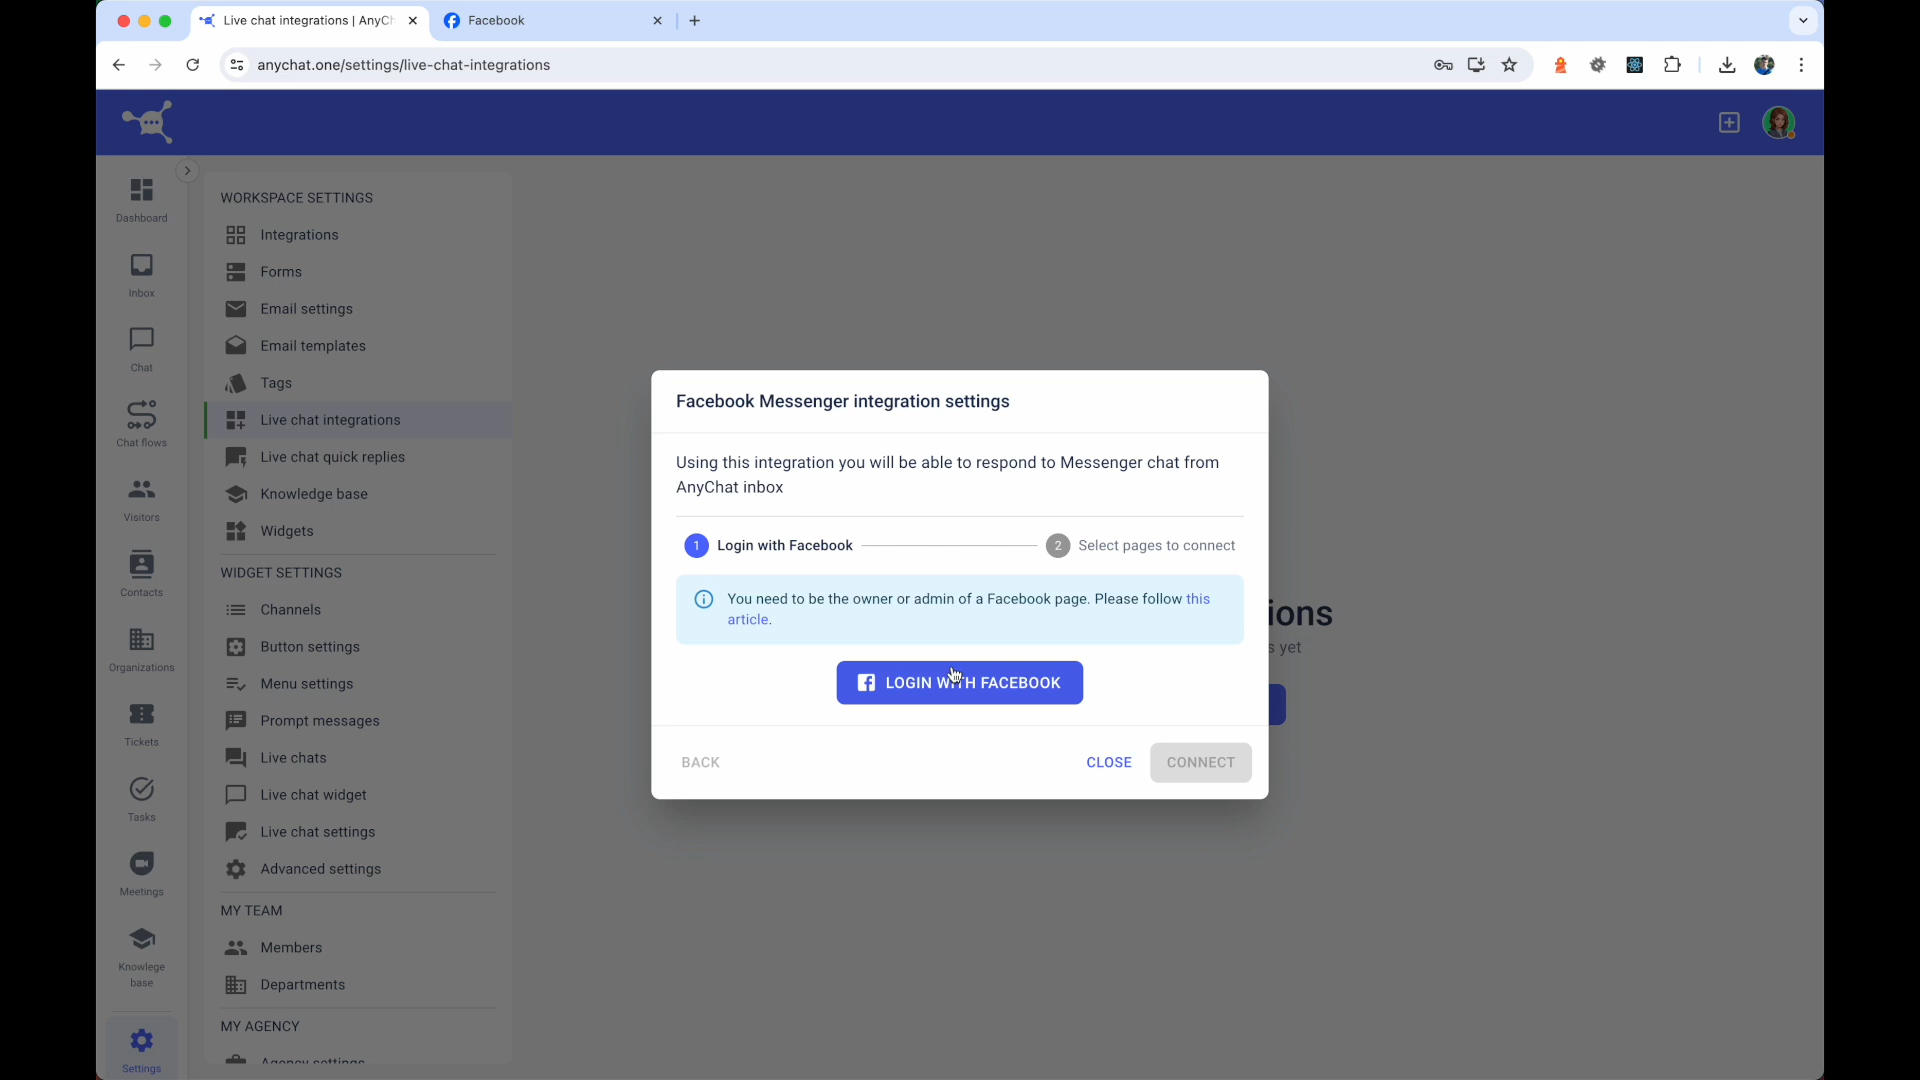 Live chat integrations | AnyCh
Facebook
anychat.one/settings/live-chat-integrations
Dashboard
Inbox
Chat
Chat flows
Visitors
Contacts
Organizations
Tickets
Tasks
Meetings
Knowlege
base
Settings
WORKSPACE SETTINGS
Integrations
Forms
Email settings
Email templates
Tags
Live chat integrations
Live chat quick replies
Knowledge base
Widgets
WIDGET SETTINGS
Channels
Button settings
Menu settings
Prompt messages
Live chats
Live chat widget
Live chat settings
Advanced settings
MY TEAM
Members
Departments
MY AGENCY
Agency settings
Facebook Messenger integration settings
Using this integration you will be able to respond to Messenger chat from
AnyChat inbox
1 Login with Facebook
2 Select pages to connect
You need to be the owner or admin of a Facebook page. Please follow this
article.
LOGIN WITH FACEBOOK
BACK
CLOSE
CONNECT
ions
s yet